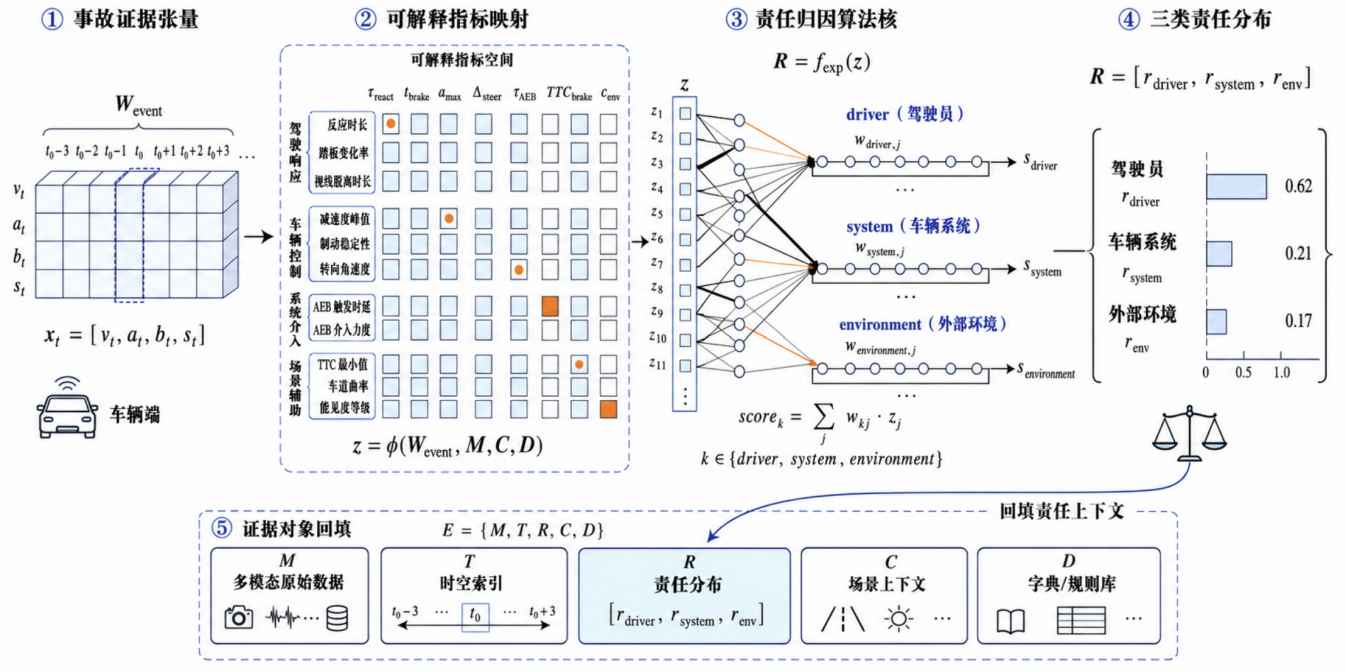 ① 事故证据张量
W_event
t₀−3 t₀−2 t₀−1 t₀ t₀+1 t₀+2 t₀+3 …
v_t
a_t
b_t
s_t
x_t = [v_t, a_t, b_t, s_t]
车辆端
② 可解释指标映射
可解释指标空间
τ_react t_brake a_max Δ_steer τ_AEB TTC_brake c_env
驾驶响应
反应时长
踏板变化率
视线脱离时长
车辆控制
减速度峰值
制动稳定性
转向角速度
系统介入
AEB 触发时延
AEB 介入力度
场景辅助
TTC 最小值
车道曲率
能见度等级
z = ϕ(W_event, M, C, D)
③ 责任归因算法核
R = f_exp(z)
z
z₁
z₂
z₃
z₄
z₅
z₆
z₇
z₈
z₉
z₁₀
z₁₁
⋮
driver（驾驶员）
w_driver,j
s_driver
…
system（车辆系统）
w_system,j
s_system
…
environment（外部环境）
w_environment,j
s_environment
…
score_k = ∑_j w_kj · z_j
k ∈ {driver, system, environment}
④ 三类责任分布
R = [r_driver, r_system, r_env]
驾驶员
r_driver
0.62
车辆系统
r_system
0.21
外部环境
r_env
0.17
0 0.5 1.0
回填责任上下文
⑤ 证据对象回填 E = {M, T, R, C, D}
M
多模态原始数据
…
T
时空索引
t₀−3 … t₀ … t₀+3
R
责任分布
[r_driver, r_system, r_env]
C
场景上下文
…
D
字典/规则库
…